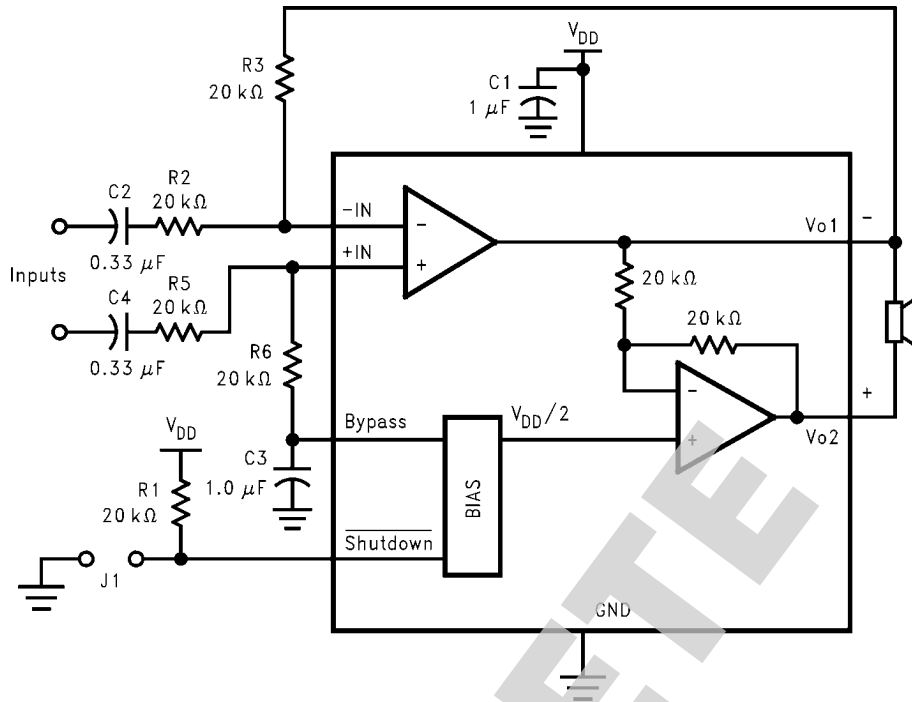 V_DD
R3
20 kΩ
C1
1 μF
C2
R2
20 kΩ
-IN
-
Vo1
-
0.33 μF
+IN
+
Inputs
R5
20 kΩ
C4
20 kΩ
20 kΩ
0.33 μF
R6
20 kΩ
-
+
V_DD
Bypass
V_DD/2
+
Vo2
C3
1.0 μF
BIAS
R1
20 kΩ
Shutdown
J1
GND
ETE